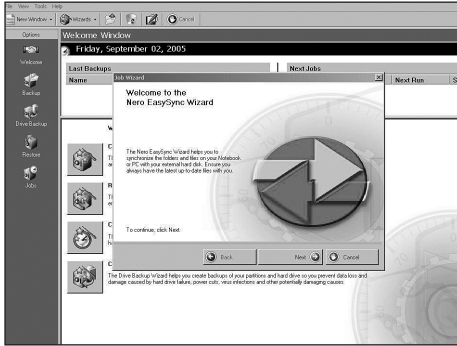 File View Tools Help
New Window Wizards Cancel
Options
Welcome Window
Friday, September 02, 2005
Welcome
Last Backups
Next Jobs
Name
Next Run
S
Backup
Drive Backup
Restore
Jobs
Job Wizard
Welcome to the
Nero EasySync Wizard
The Nero EasySync Wizard helps you to
synchronize the folders and files on your Notebook
or PC with your external hard disk. Ensure you
always have the latest up-to-date files with you.
To continue, click Next
Back
Next
Cancel
The Drive Backup Wizard helps you create backups of your partitions and hard drive so you prevent data loss and
damage caused by hard drive failure, power cuts, virus infections and other potentially damaging causes.